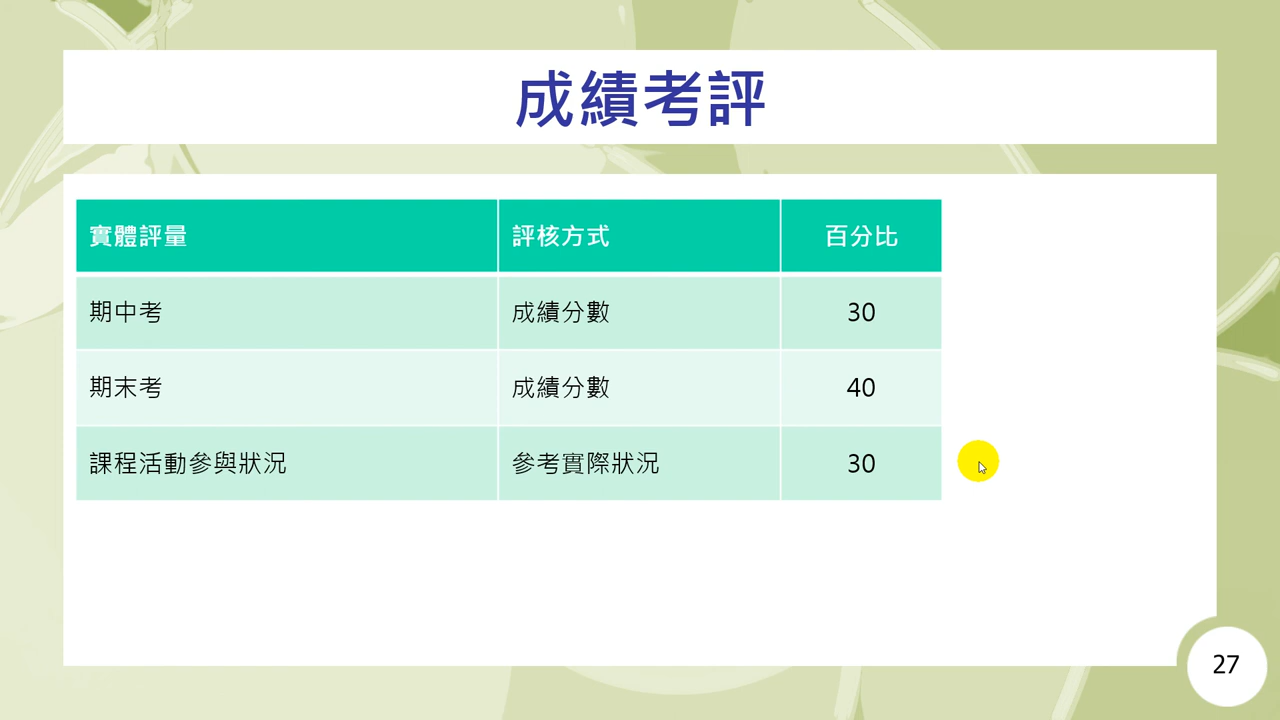 成績考評
實體評量 評核方式 百分比
期中考 成績分數 30
期末考 成績分數 40
課程活動參與狀況 參考實際狀況 30
27